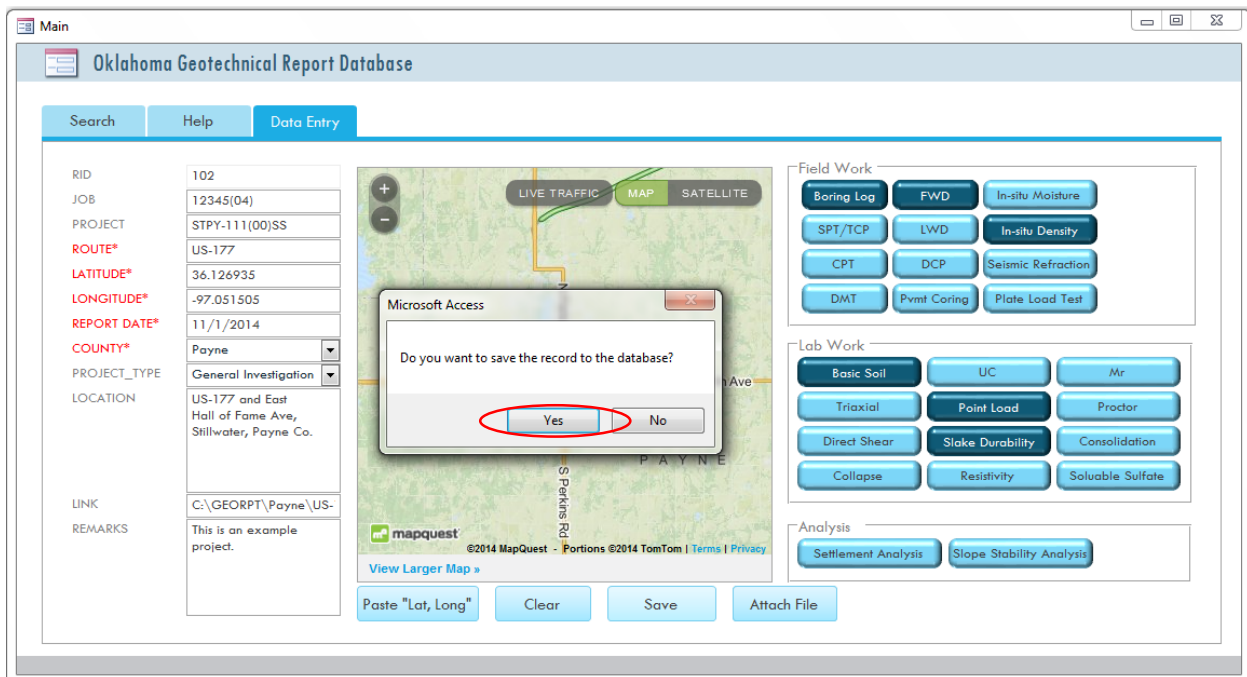 Main
Oklahoma Geotechnical Report Database
Search Help Data Entry
RID 102
JOB 12345(04)
PROJECT STPY-111(00)SS
ROUTE* US-177
LATITUDE* 36.126935
LONGITUDE* -97.051505
REPORT DATE* 11/1/2014
COUNTY* Payne
PROJECT_TYPE General Investigation
LOCATION US-177 and East
Hall of Fame Ave,
Stillwater, Payne Co.
LINK C:\GEORPT\Payne\US-
REMARKS This is an example
project.
+
-
LIVE TRAFFIC MAP SATELLITE
N
Microsoft Access
Do you want to save the record to the database?
Yes No
Ave
PAYNE
S Perkins Rd
mapquest
©2014 MapQuest - Portions ©2014 TomTom | Terms | Privacy
View Larger Map »
Paste "Lat, Long" Clear Save Attach File
Field Work
Boring Log FWD In-situ Moisture
SPT/TCP LWD In-situ Density
CPT DCP Seismic Refraction
DMT Pvmt Coring Plate Load Test
Lab Work
Basic Soil UC Mr
Triaxial Point Load Proctor
Direct Shear Slake Durability Consolidation
Collapse Resistivity Soluable Sulfate
Analysis
Settlement Analysis Slope Stability Analysis